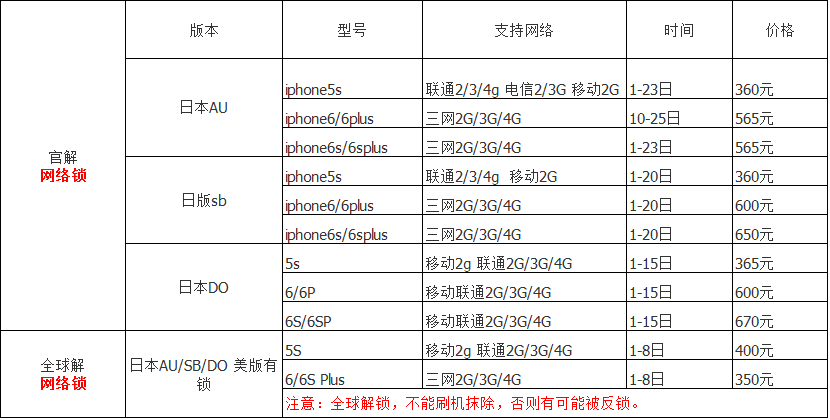 版本 型号 支持网络 时间 价格
官解
网络锁
日本AU
iphone5s 联通2/3/4g 电信2/3G 移动2G 1-23日 360元
iphone6/6plus 三网2G/3G/4G 10-25日 565元
iphone6s/6splus 三网2G/3G/4G 1-23日 565元
日版sb
iphone5s 联通2/3/4g 移动2G 1-20日 360元
iphone6/6plus 三网2G/3G/4G 1-20日 600元
iphone6s/6splus 三网2G/3G/4G 1-20日 650元
日本DO
5s 移动2g 联通2G/3G/4G 1-15日 365元
6/6P 移动联通2G/3G/4G 1-15日 600元
6S/6SP 移动联通2G/3G/4G 1-15日 670元
全球解
网络锁
日本AU/SB/DO 美版有
锁
5S 移动2g 联通2G/3G/4G 1-8日 400元
6/6S Plus 三网2G/3G/4G 1-8日 350元
注意：全球解锁，不能刷机抹除，否则有可能被反锁。